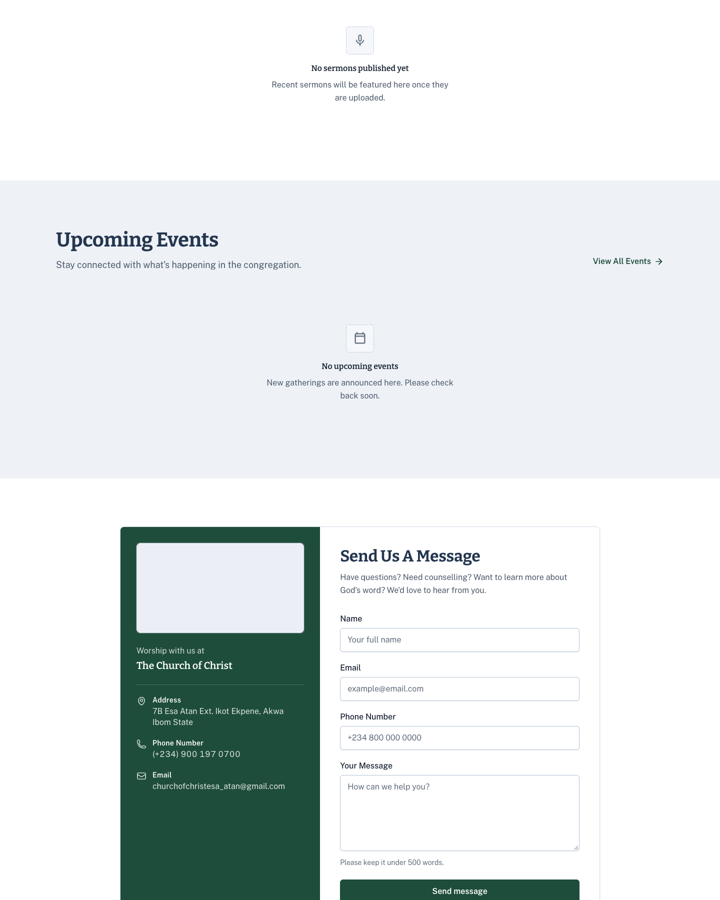 No sermons published yet
Recent sermons will be featured here once they
are uploaded.
Upcoming Events
Stay connected with what's happening in the congregation.
View All Events
No upcoming events
New gatherings are announced here. Please check
back soon.
Worship with us at
The Church of Christ
Address
7B Esa Atan Ext. Ikot Ekpene, Akwa
Ibom State
Phone Number
(+234) 900 197 0700
Email
churchofchristesa_atan@gmail.com
Send Us A Message
Have questions? Need counselling? Want to learn more about
God's word? We'd love to hear from you.
Name
Your full name
Email
example@email.com
Phone Number
+234 800 000 0000
Your Message
How can we help you?
Please keep it under 500 words.
Send message